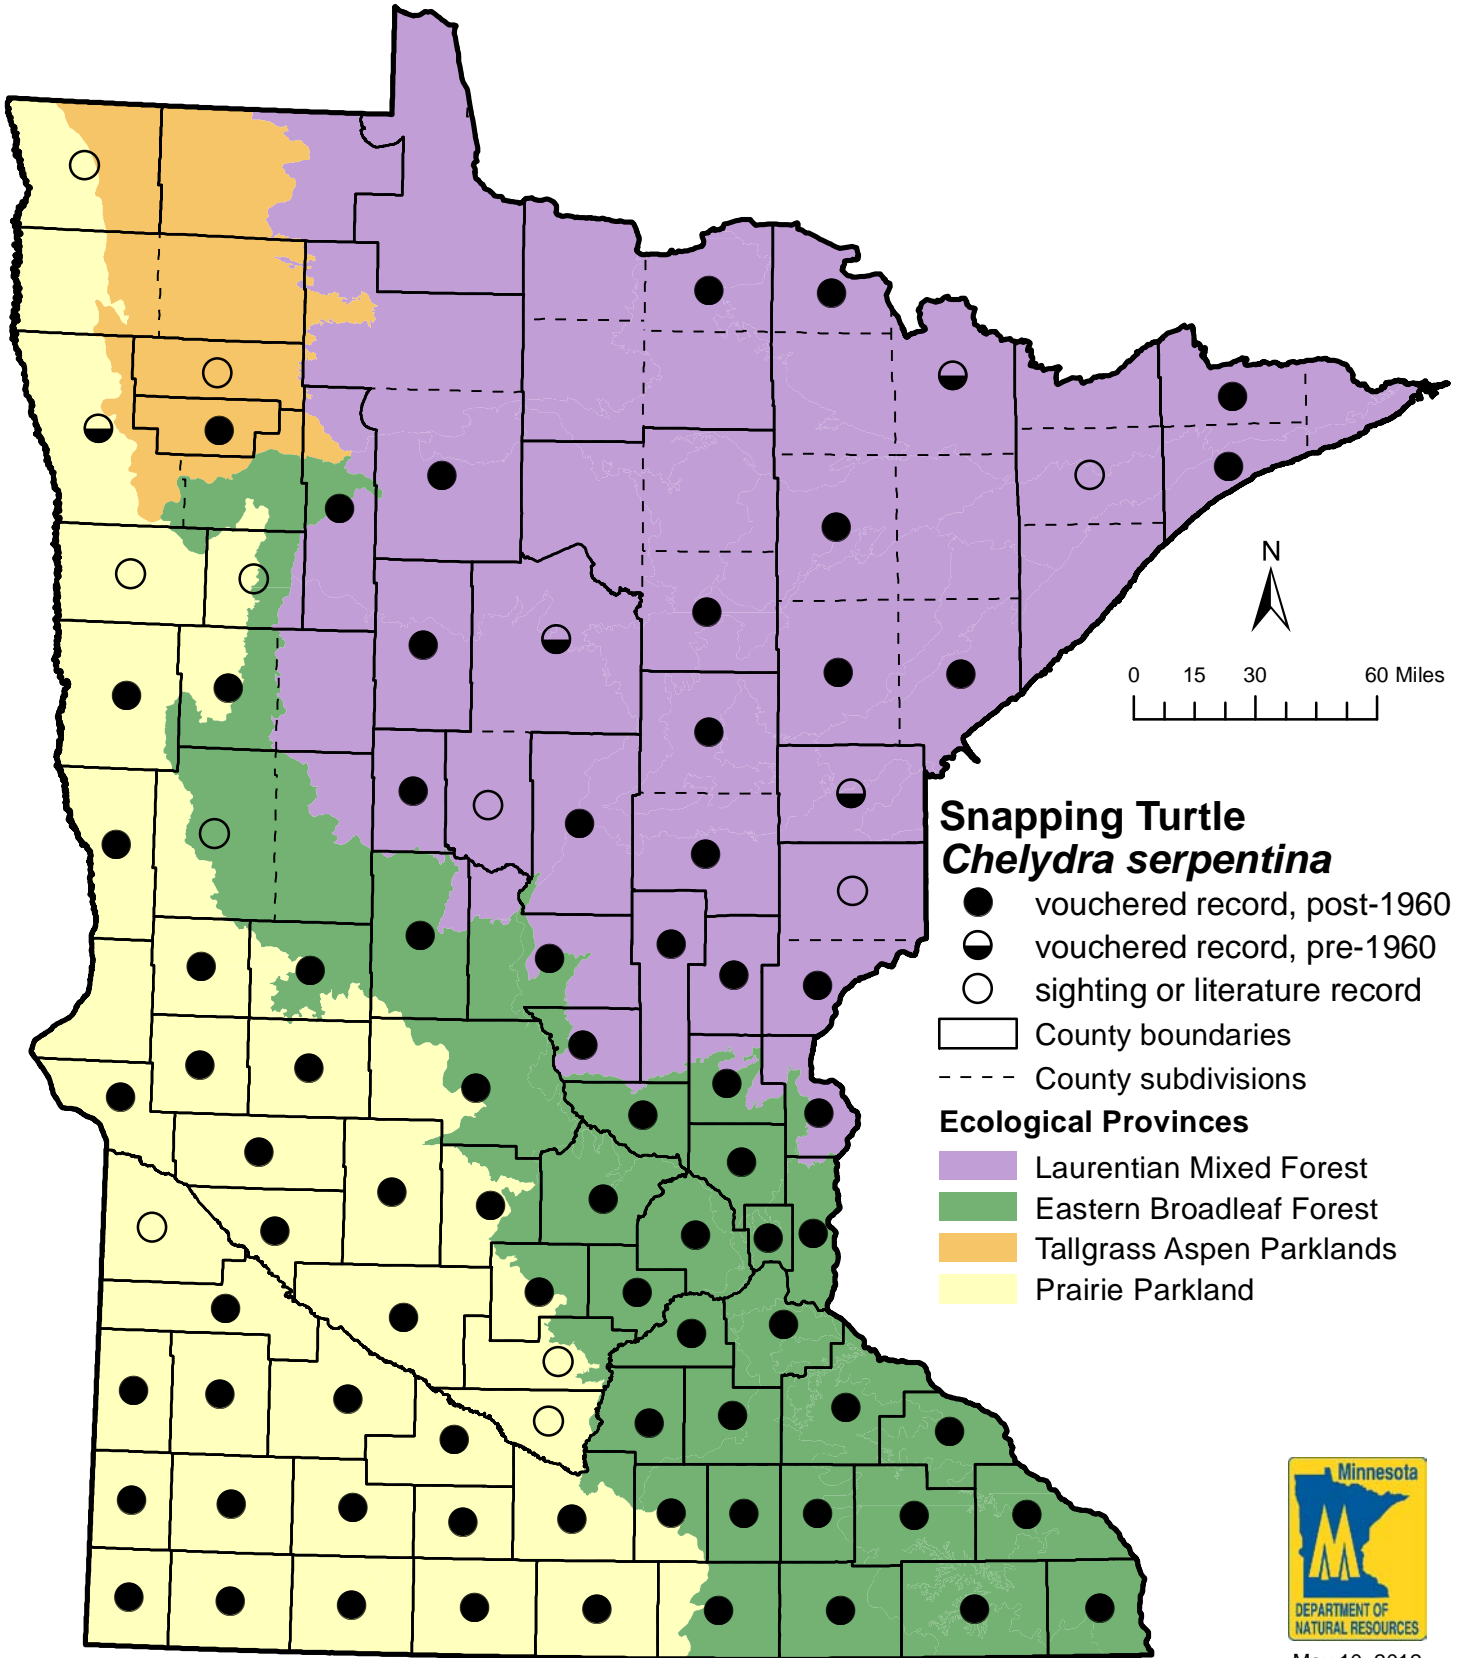 N
0 15 30 60 Miles
Snapping Turtle
Chelydra serpentina
vouchered record, post-1960
vouchered record, pre-1960
sighting or literature record
County boundaries
County subdivisions
Ecological Provinces
Laurentian Mixed Forest
Eastern Broadleaf Forest
Tallgrass Aspen Parklands
Prairie Parkland
Minnesota
DEPARTMENT OF
NATURAL RESOURCES